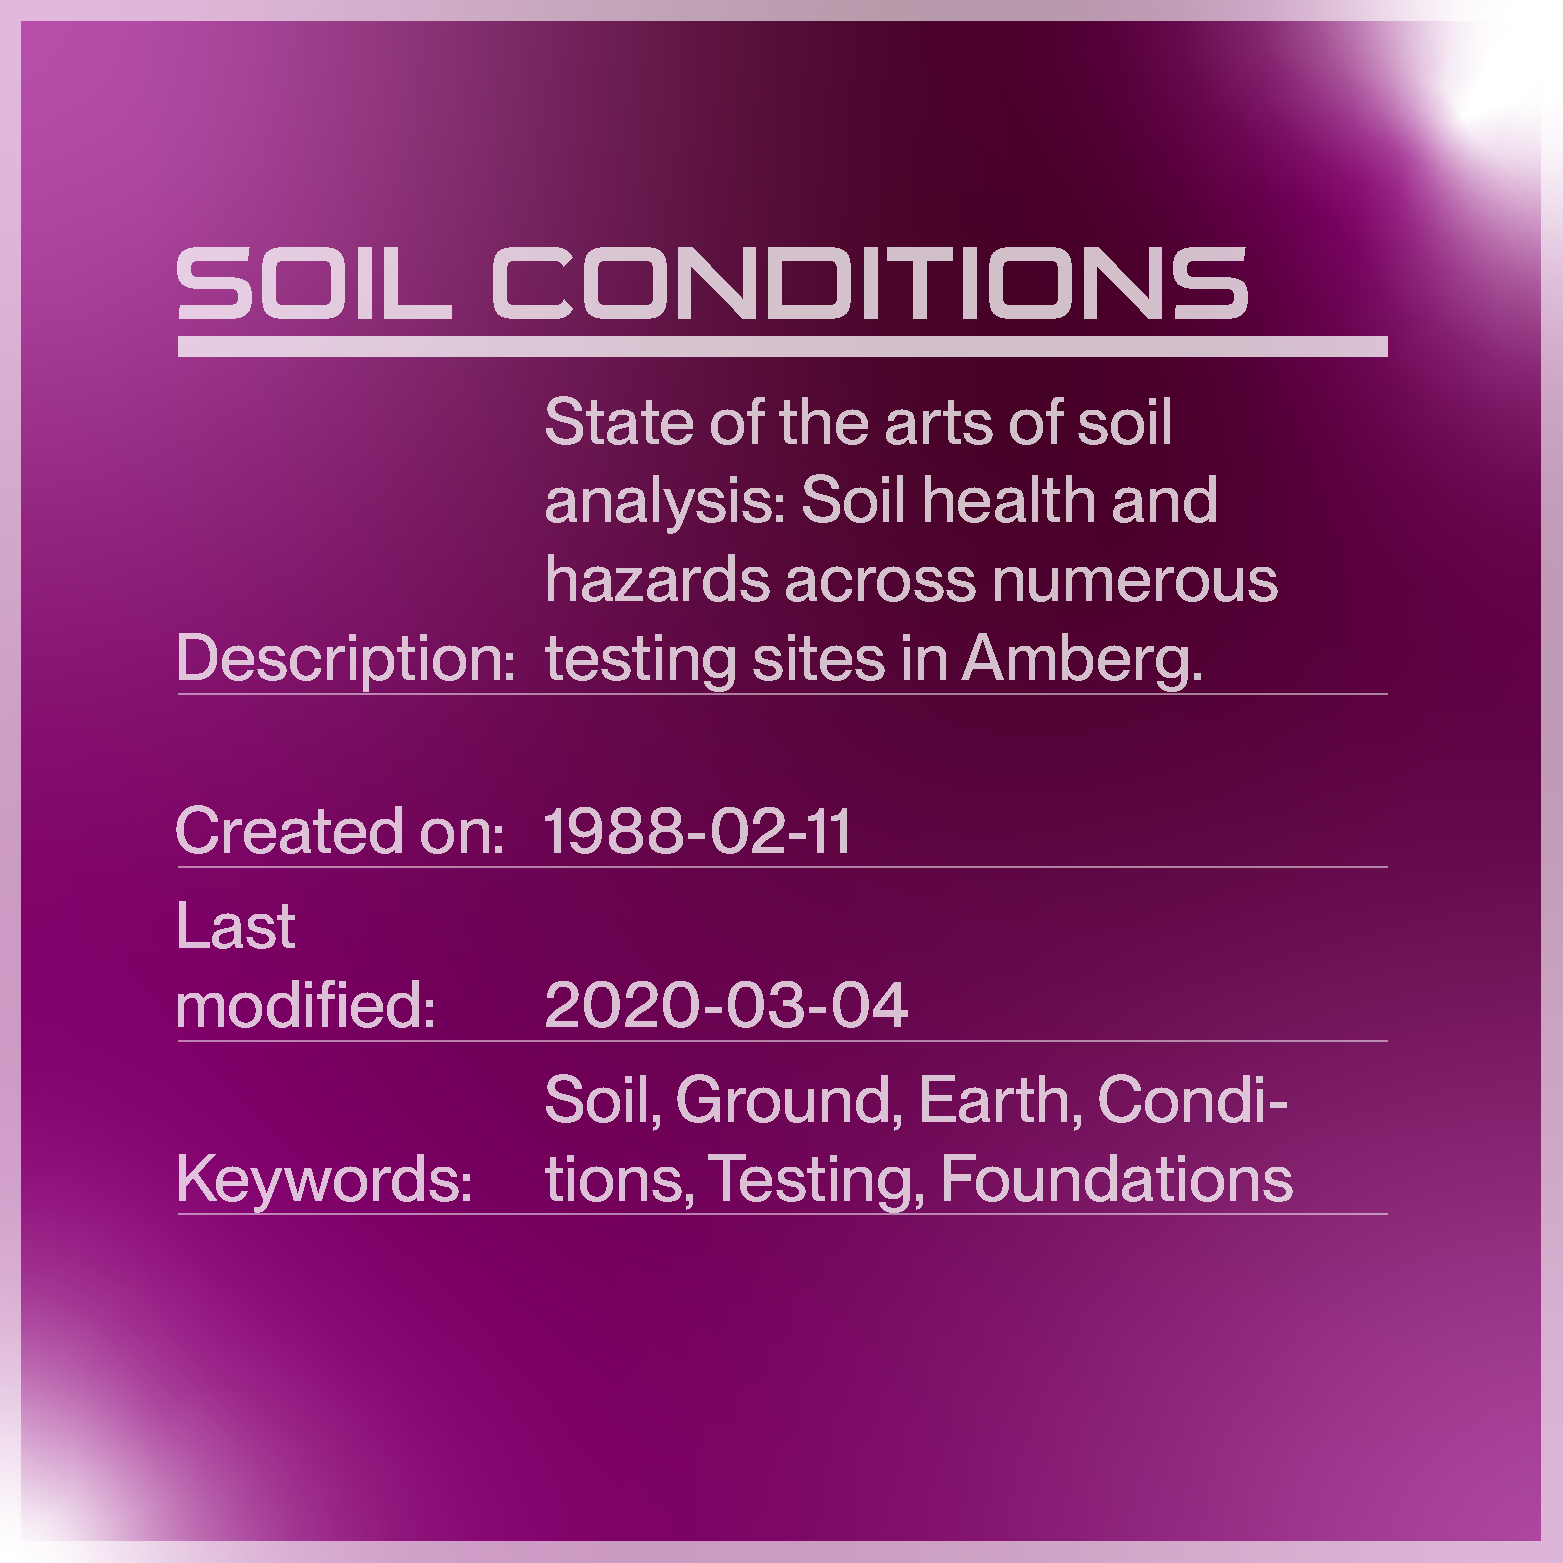 SOIL CONDITIONS
State of the arts of soil
analysis: Soil health and
hazards across numerous
Description: testing sites in Amberg.
Created on: 1988-02-11
Last
modified: 2020-03-04
Soil, Ground, Earth, Condi-
Keywords: tions, Testing, Foundations